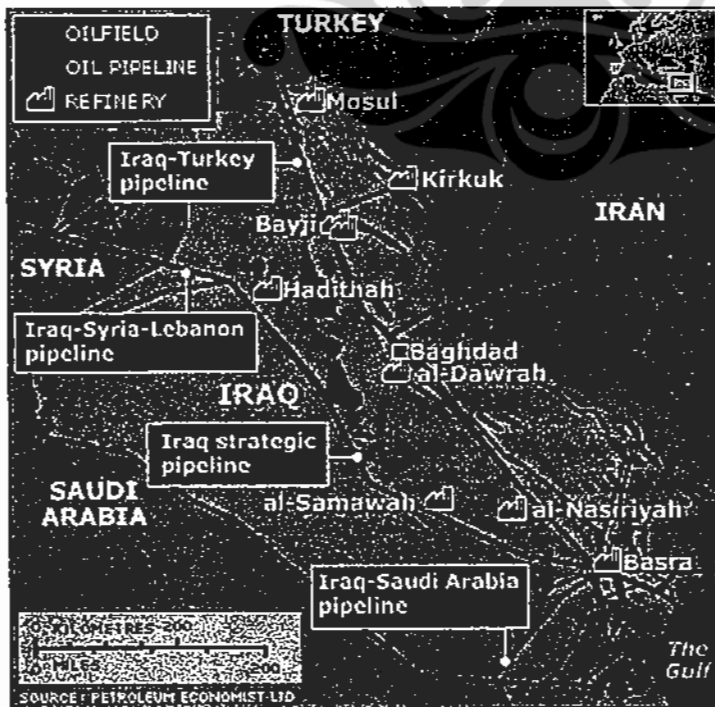 TURKEY
OILFIELD
OIL PIPELINE
REFINERY
Mosul
Iraq-Turkey
pipeline
Kirkuk
IRAN
Bayji
SYRIA
Hadithah
Iraq-Syria-Lebanon
pipeline
Baghdad
al-Dawrah
IRAQ
Iraq strategic
pipeline
SAUDI
ARABIA
al-Samawah
al-Nasiriyah
Basra
Iraq-Saudi Arabia
pipeline
0 KILOMETRES 200
0 MILES 200
The
Gulf
SOURCE: PETROLEUM ECONOMIST LTD